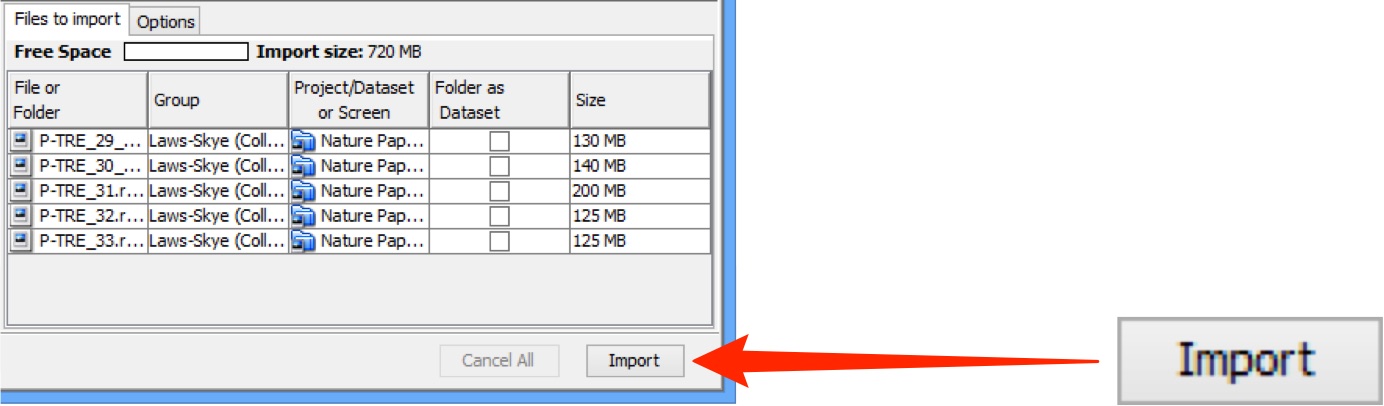 Files to import Options
Free Space Import size: 720 MB
File or Folder Group Project/Dataset or Screen Folder as Dataset Size
P-TRE_29_... Laws-Skye (Coll... Nature Pap... 130 MB
P-TRE_30_... Laws-Skye (Coll... Nature Pap... 140 MB
P-TRE_31.r... Laws-Skye (Coll... Nature Pap... 200 MB
P-TRE_32.r... Laws-Skye (Coll... Nature Pap... 125 MB
P-TRE_33.r... Laws-Skye (Coll... Nature Pap... 125 MB
Cancel All Import Import